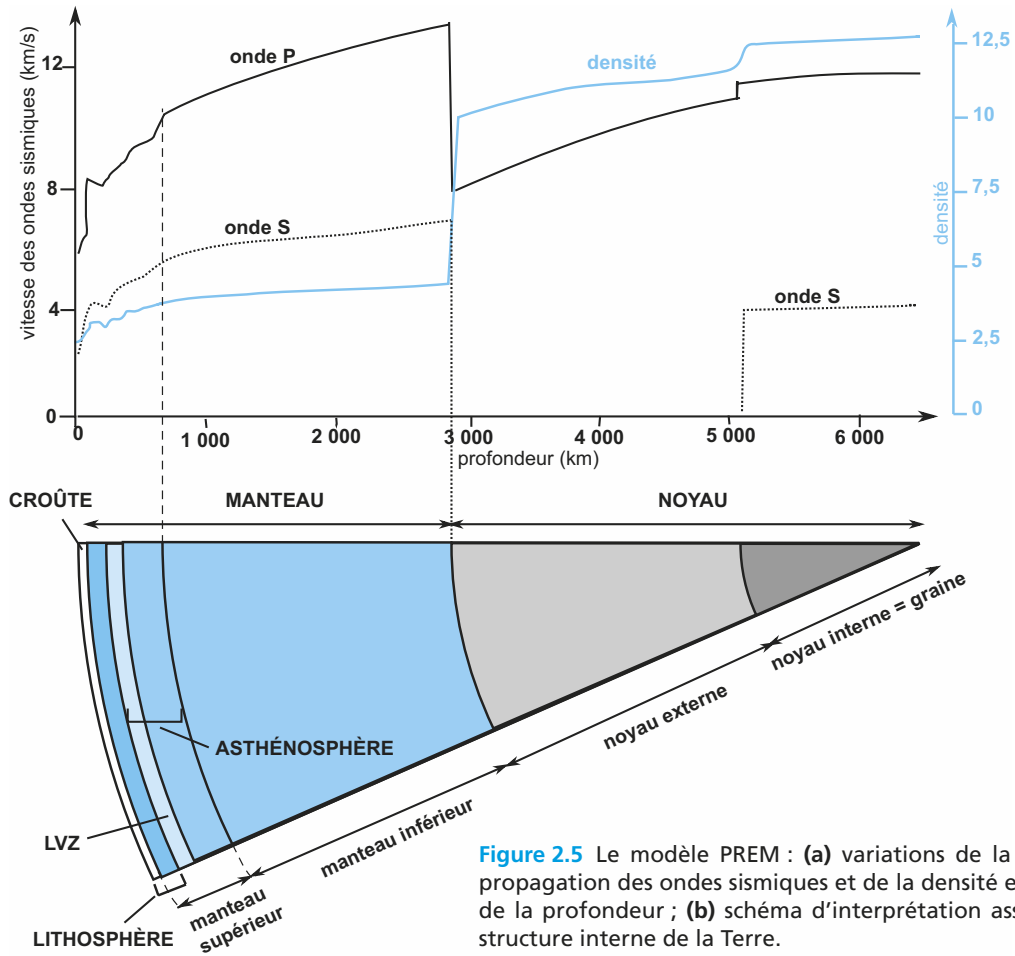 vitesse des ondes sismiques (km/s)
12
8
4
0
onde P
onde S
densité
onde S
12,5
10
7,5
5
2,5
0
densité
0
1 000
2 000
3 000
4 000
5 000
6 000
profondeur (km)
CROÛTE
MANTEAU
NOYAU
ASTHÉNOSPHÈRE
LVZ
LITHOSPHÈRE
manteau
supérieur
manteau inférieur
noyau externe
noyau interne = graine
Figure 2.5 Le modèle PREM : (a) variations de la
propagation des ondes sismiques et de la densité e
de la profondeur ; (b) schéma d'interprétation ass
structure interne de la Terre.